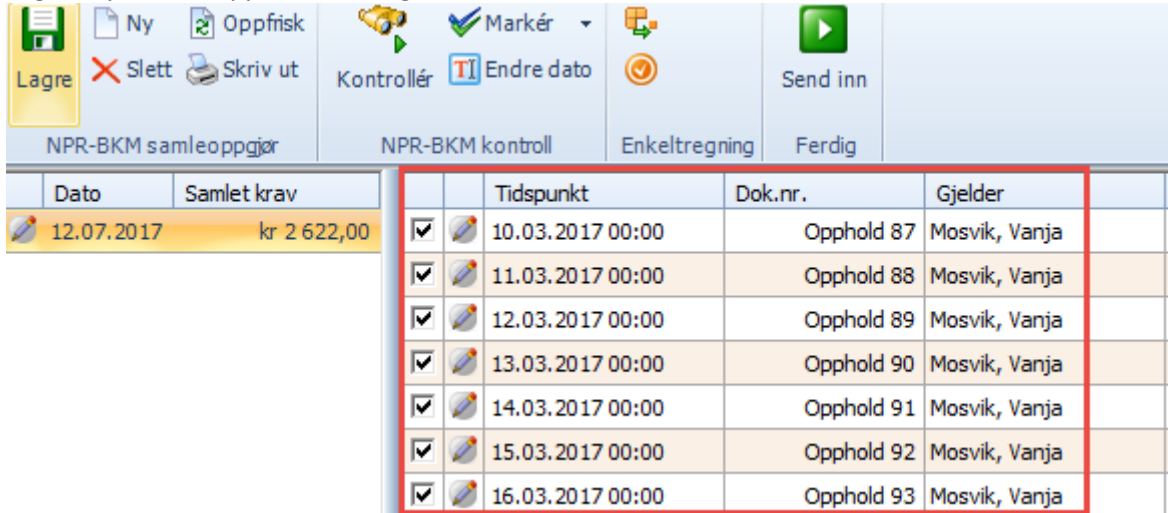 Ny Oppfrisk Markér
Lagre Slett Skriv ut Kontrollér TI Endre dato Send inn
NPR-BKM samleoppgjør NPR-BKM kontroll Enkeltregning Ferdig
Dato Samlet krav Tidspunkt Dok.nr. Gjelder
12.07.2017 kr 2 622,00 10.03.2017 00:00 Opphold 87 Mosvik, Vanja
11.03.2017 00:00 Opphold 88 Mosvik, Vanja
12.03.2017 00:00 Opphold 89 Mosvik, Vanja
13.03.2017 00:00 Opphold 90 Mosvik, Vanja
14.03.2017 00:00 Opphold 91 Mosvik, Vanja
15.03.2017 00:00 Opphold 92 Mosvik, Vanja
16.03.2017 00:00 Opphold 93 Mosvik, Vanja